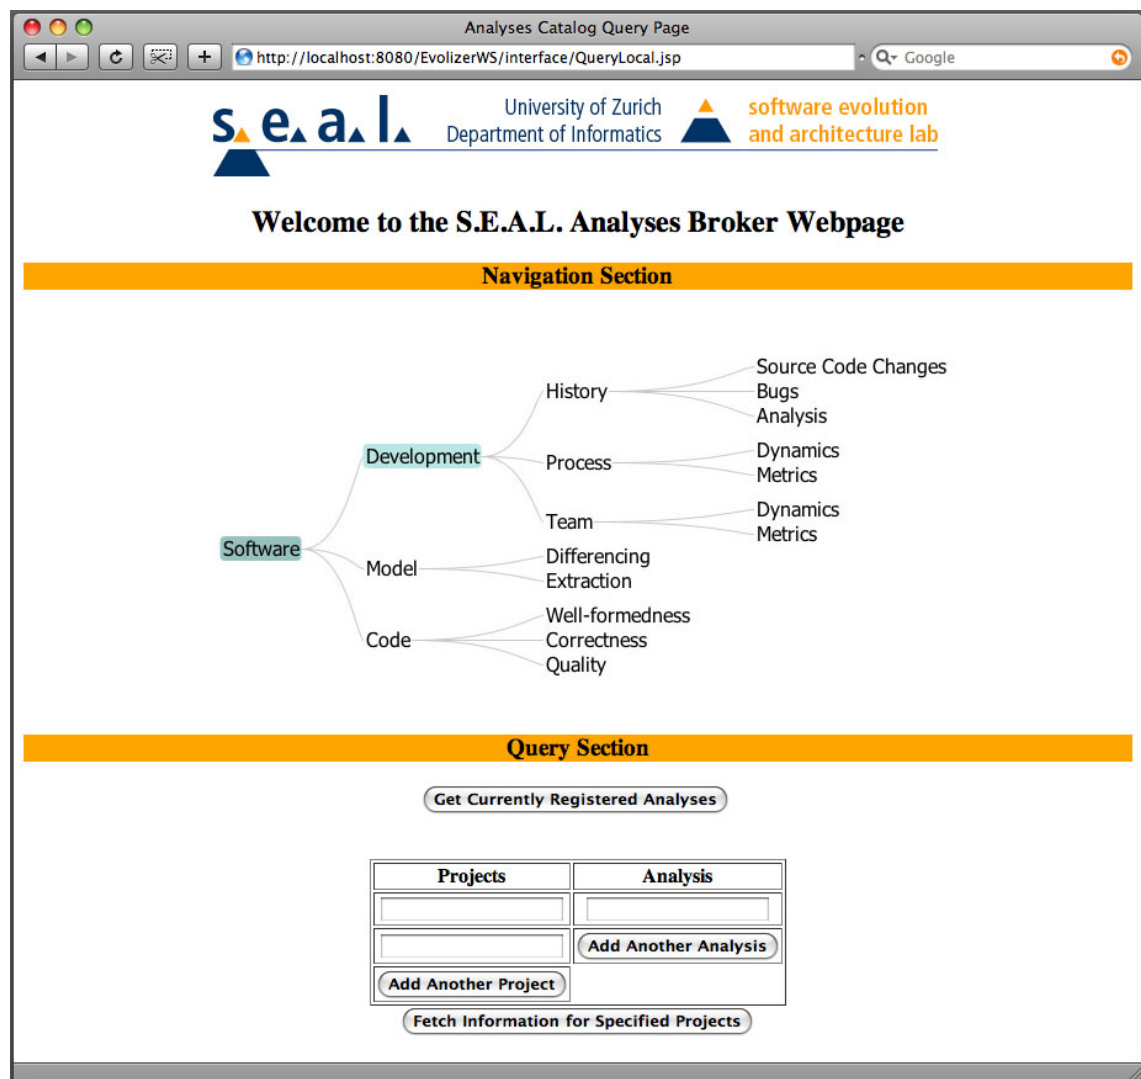 Analyses Catalog Query Page
http://localhost:8080/EvolizerWS/interface/QueryLocal.jsp
Google
s.e.a.l.
University of Zurich
Department of Informatics
software evolution
and architecture lab
Welcome to the S.E.A.L. Analyses Broker Webpage
Navigation Section
Software
Development
History
Source Code Changes
Bugs
Analysis
Process
Dynamics
Metrics
Team
Dynamics
Metrics
Model
Differencing
Extraction
Code
Well-formedness
Correctness
Quality
Query Section
Get Currently Registered Analyses
Projects Analysis
Add Another Analysis
Add Another Project
Fetch Information for Specified Projects